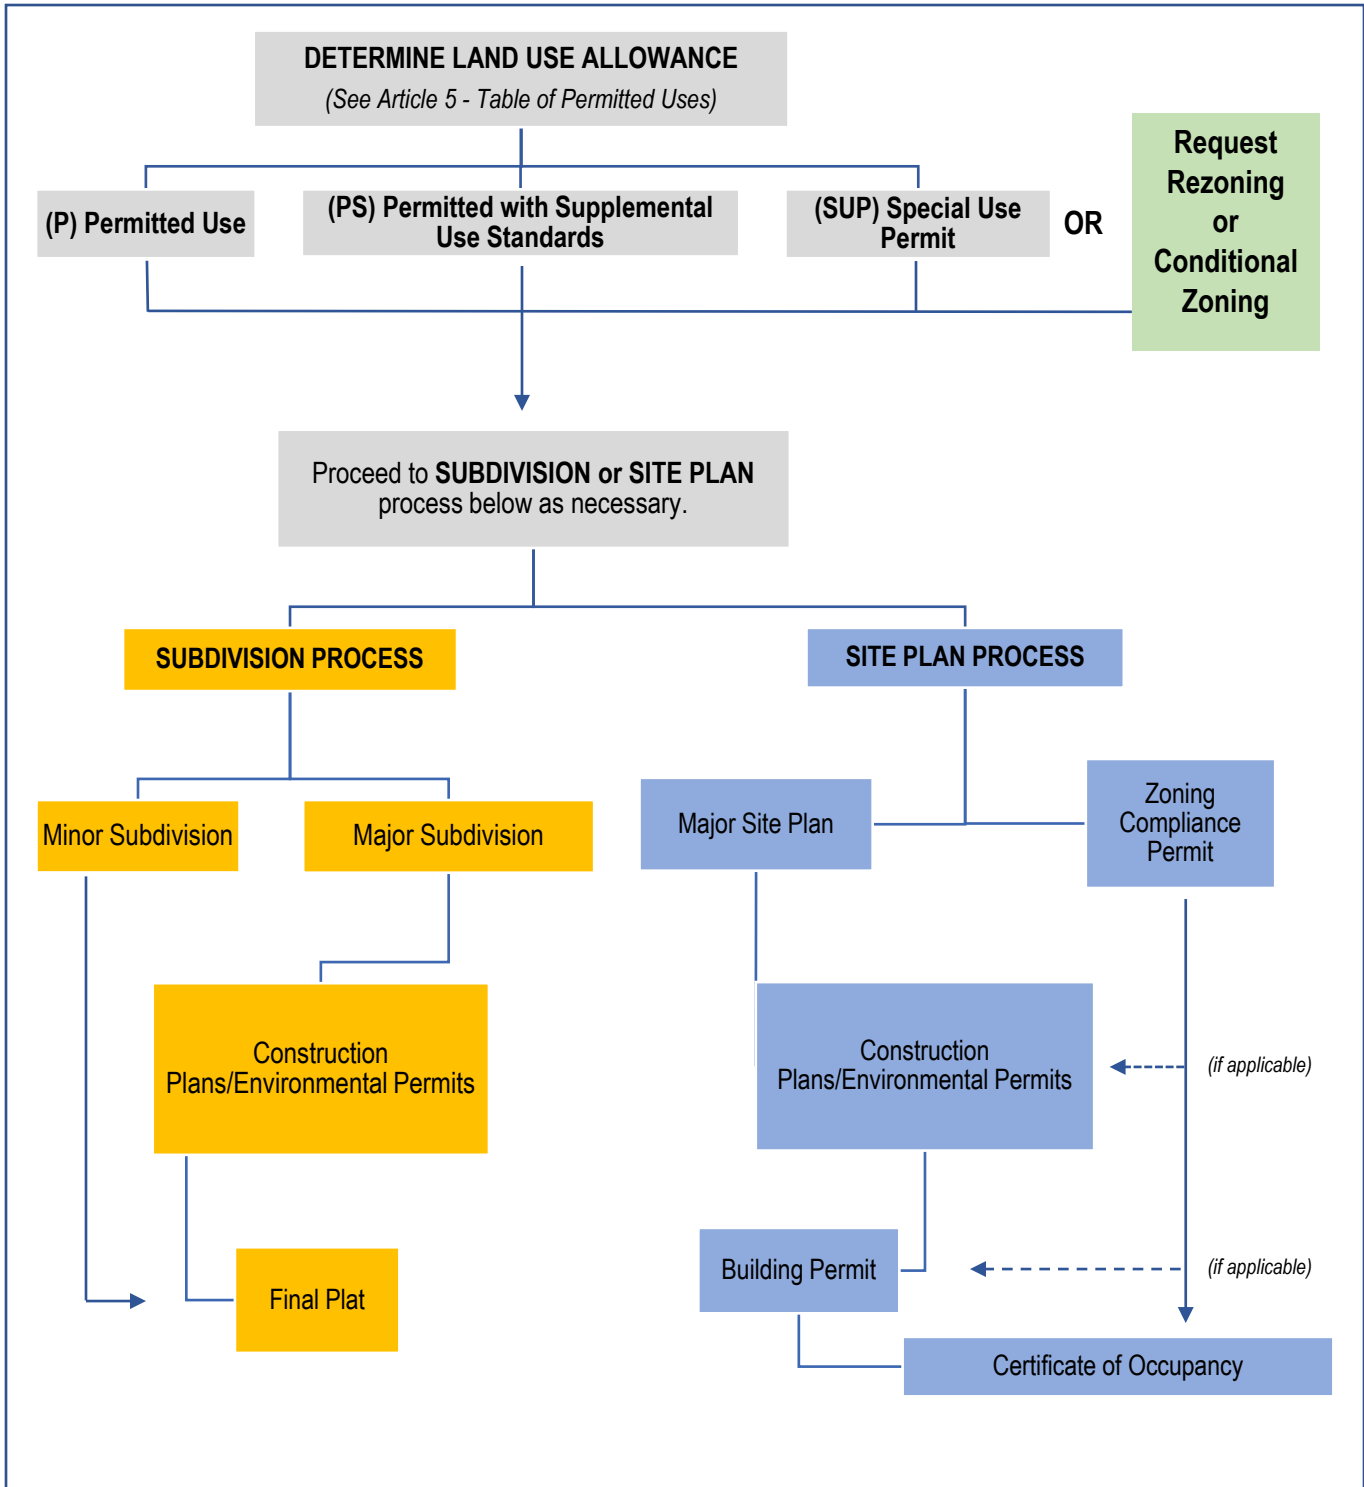 DETERMINE LAND USE ALLOWANCE
(See Article 5 - Table of Permitted Uses)
Request
Rezoning
or
Conditional
Zoning
(P) Permitted Use
(PS) Permitted with Supplemental
Use Standards
(SUP) Special Use
Permit
OR
Proceed to SUBDIVISION or SITE PLAN
process below as necessary.
SUBDIVISION PROCESS
SITE PLAN PROCESS
Minor Subdivision
Major Subdivision
Major Site Plan
Zoning
Compliance
Permit
Construction
Plans/Environmental Permits
Construction
Plans/Environmental Permits
(if applicable)
Final Plat
Building Permit
(if applicable)
Certificate of Occupancy